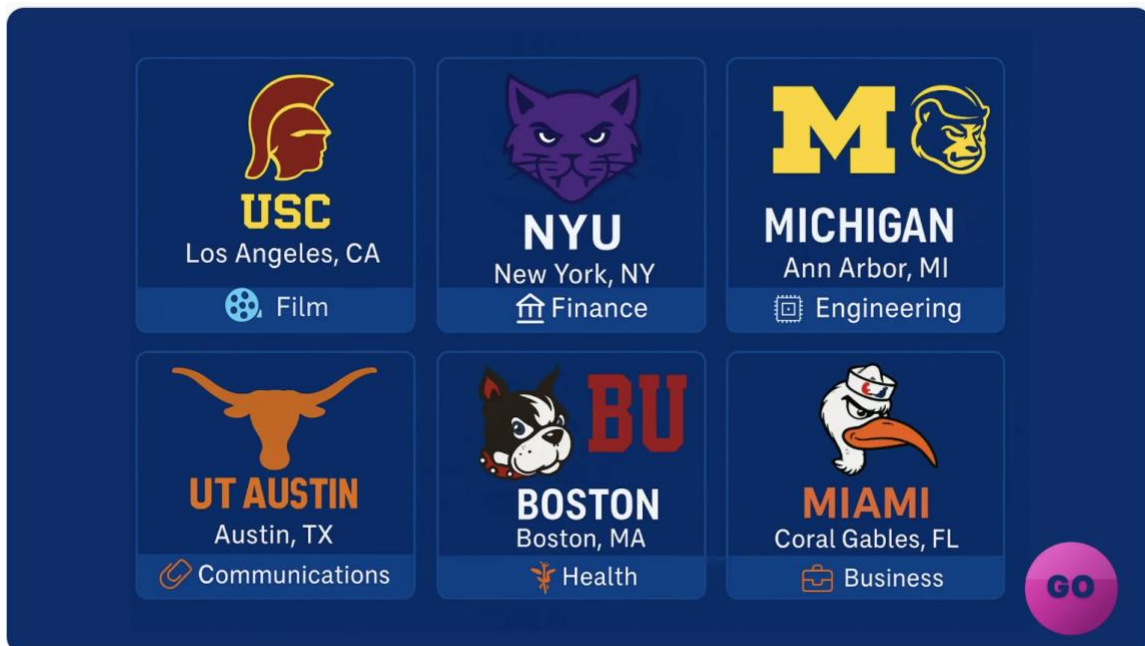 USC
Los Angeles, CA
Film
NYU
New York, NY
Finance
M
MICHIGAN
Ann Arbor, MI
Engineering
UT AUSTIN
Austin, TX
Communications
BU
BOSTON
Boston, MA
Health
MIAMI
Coral Gables, FL
Business
GO